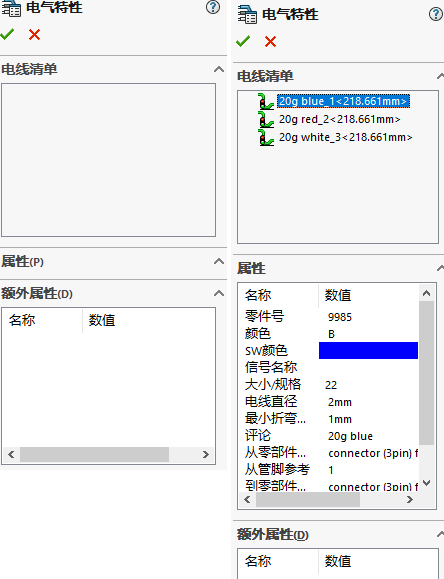 电气特性
电线清单
属性(P)
额外属性(D)
名称 数值
电气特性
电线清单
20g blue_1<218.661mm>
20g red_2<218.661mm>
20g white_3<218.661mm>
属性
名称 数值
零件号 9985
颜色 B
SW颜色
信号名称
大小/规格 22
电线直径 2mm
最小折弯... 1mm
评论 20g blue
从零部件... connector (3pin) f
从管脚参考 1
到零部件... connector (3pin) f
额外属性(D)
名称 数值